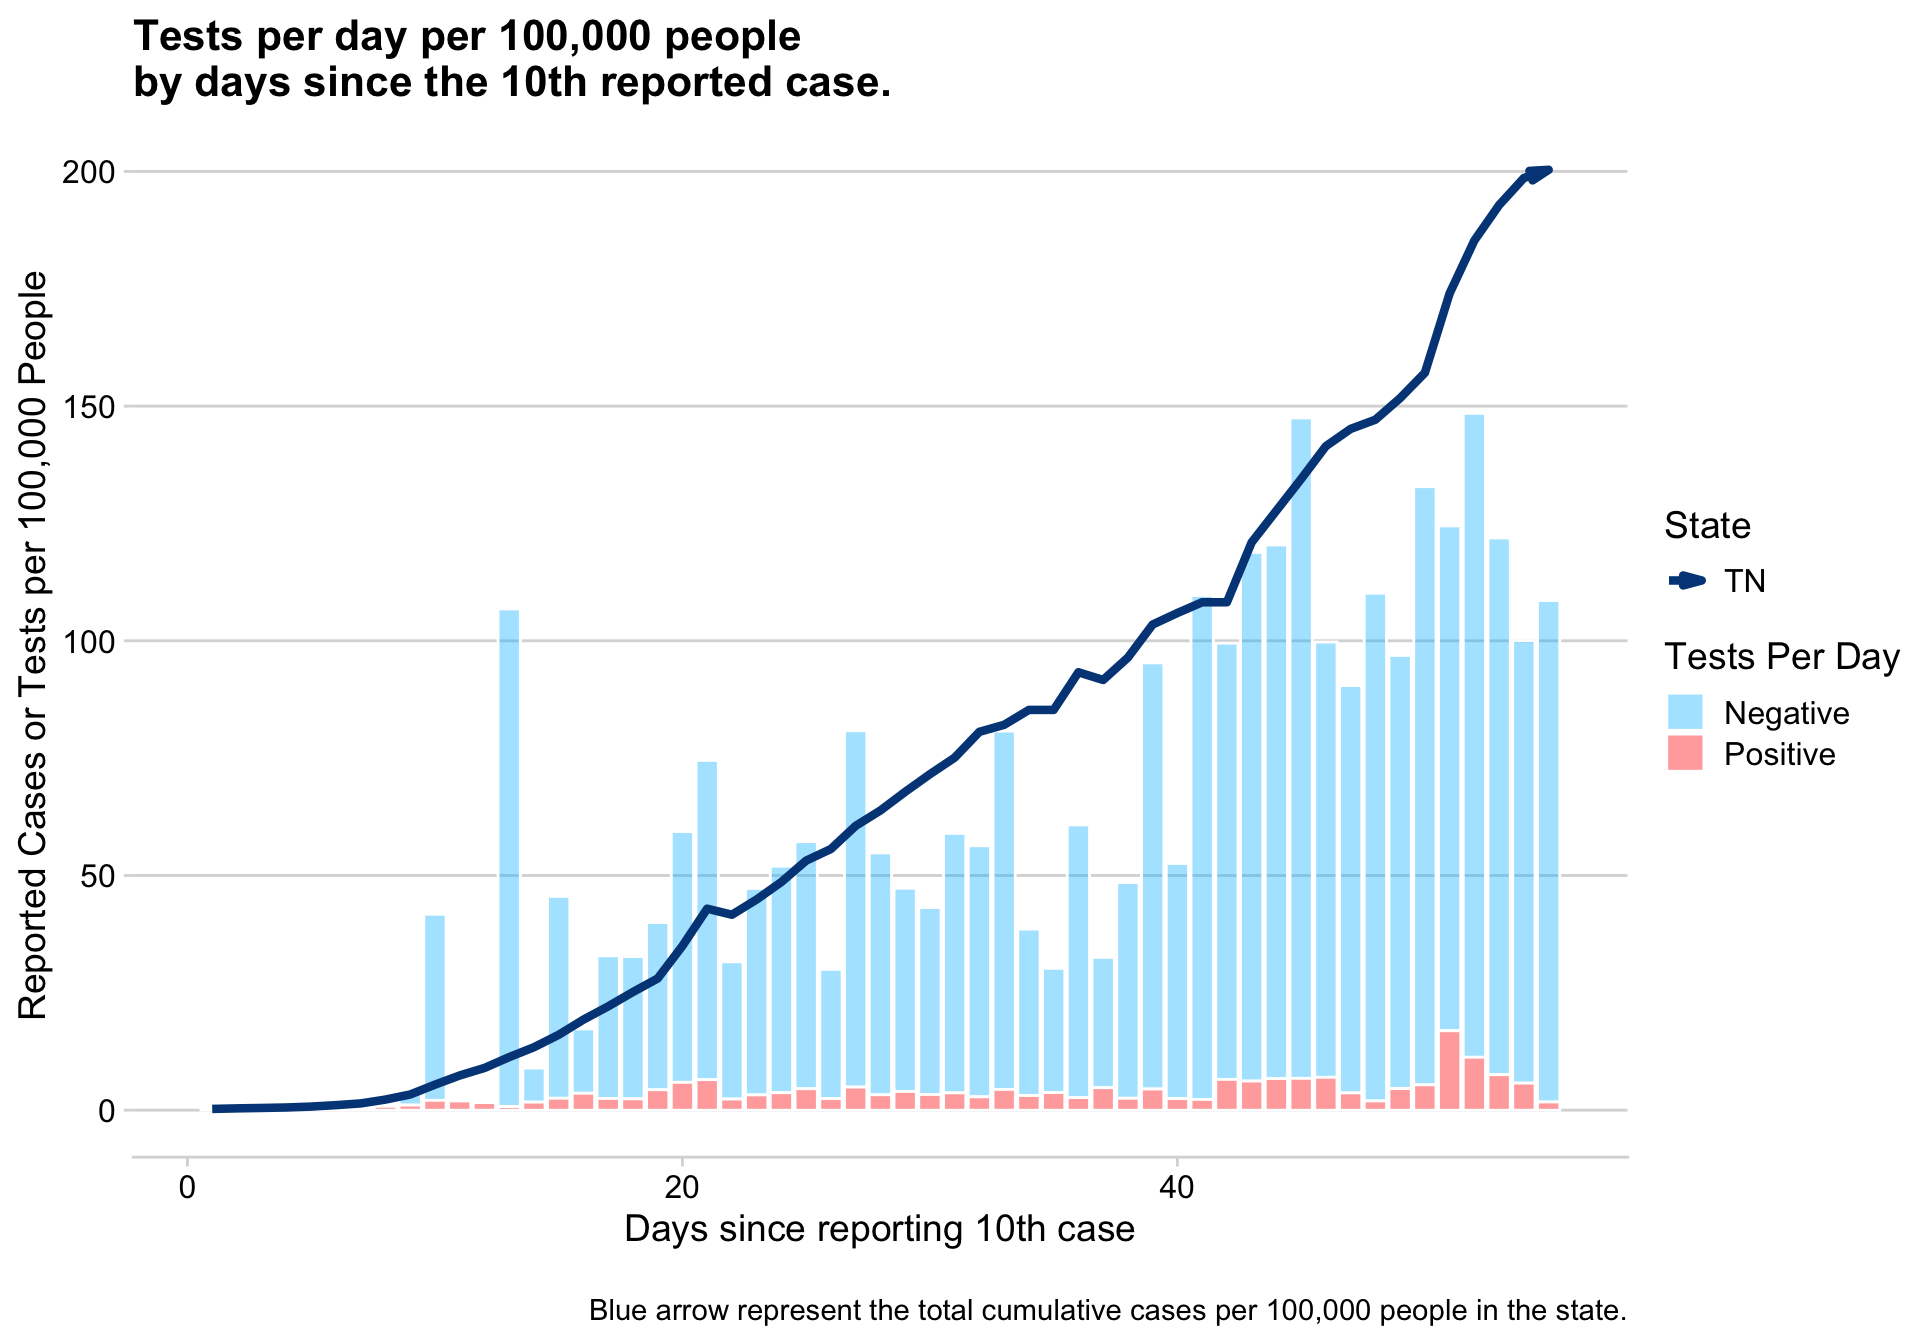 Tests per day per 100,000 people
by days since the 10th reported case.
Reported Cases or Tests per 100,000 People
200
150
100
50
0
0
20
40
Days since reporting 10th case
State
TN
Tests Per Day
Negative
Positive
Blue arrow represent the total cumulative cases per 100,000 people in the state.